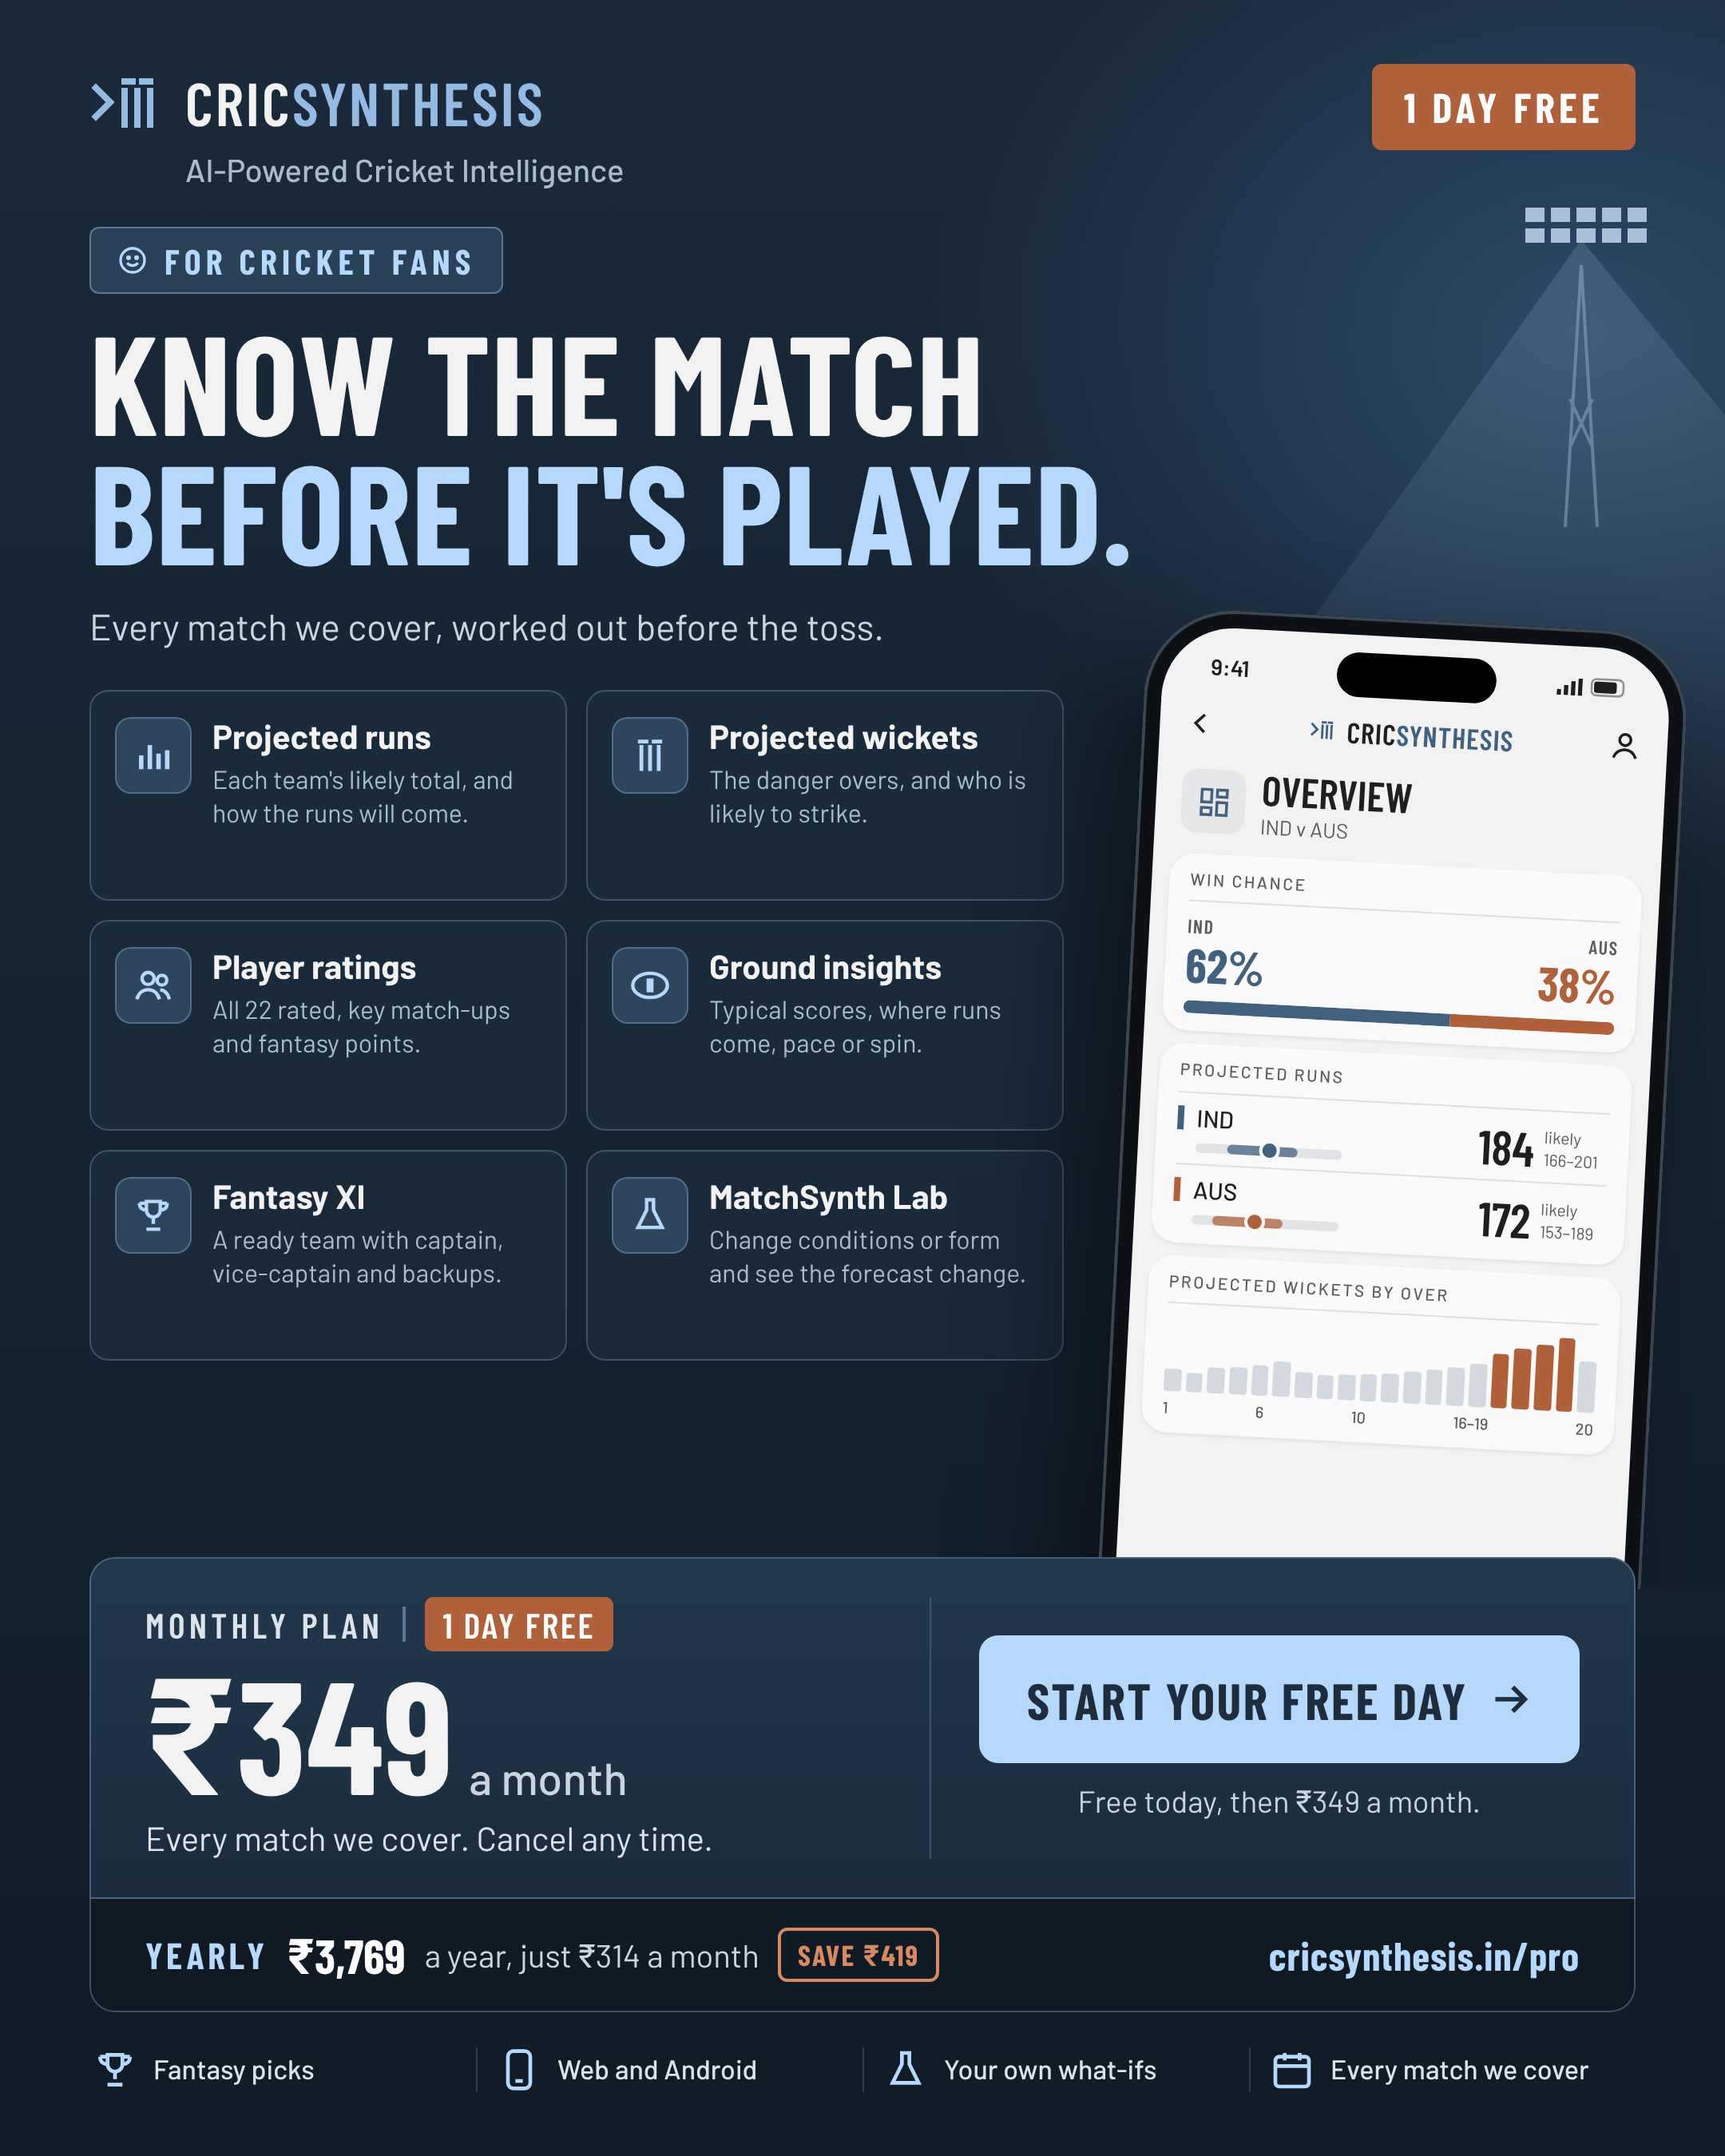 CRICSYNTHESIS
AI-Powered Cricket Intelligence
1 DAY FREE
FOR CRICKET FANS
KNOW THE MATCH
BEFORE IT'S PLAYED.
Every match we cover, worked out before the toss.
Projected runs
Each team's likely total, and
how the runs will come.
Projected wickets
The danger overs, and who is
likely to strike.
Player ratings
All 22 rated, key match-ups
and fantasy points.
Ground insights
Typical scores, where runs
come, pace or spin.
Fantasy XI
A ready team with captain,
vice-captain and backups.
MatchSynth Lab
Change conditions or form
and see the forecast change.
9:41
CRICSYNTHESIS
OVERVIEW
IND v AUS
WIN CHANCE
IND AUS
62% 38%
PROJECTED RUNS
IND 184 likely 166–201
AUS 172 likely 153–189
PROJECTED WICKETS BY OVER
1 6 10 16–19 20
MONTHLY PLAN | 1 DAY FREE
₹349 a month
Every match we cover. Cancel any time.
START YOUR FREE DAY →
Free today, then ₹349 a month.
YEARLY ₹3,769 a year, just ₹314 a month SAVE ₹419
cricsynthesis.in/pro
Fantasy picks
Web and Android
Your own what-ifs
Every match we cover